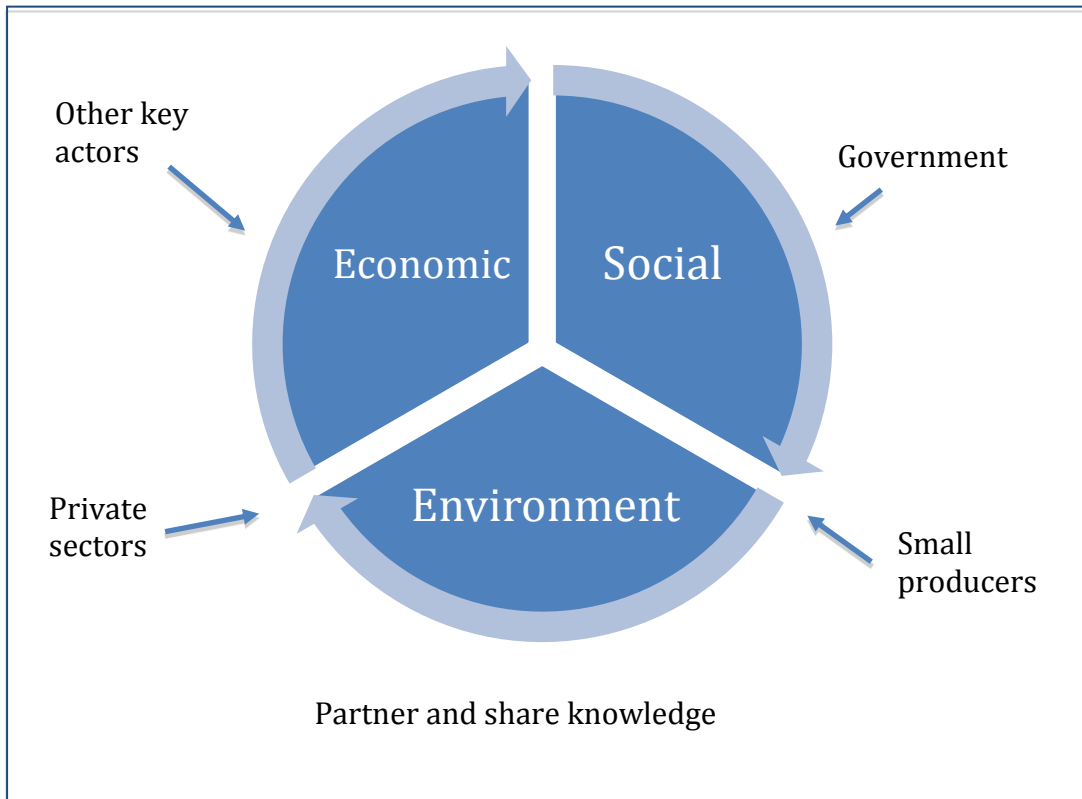 Other key
actors
Government
Economic
Social
Environment
Private
sectors
Small
producers
Partner and share knowledge